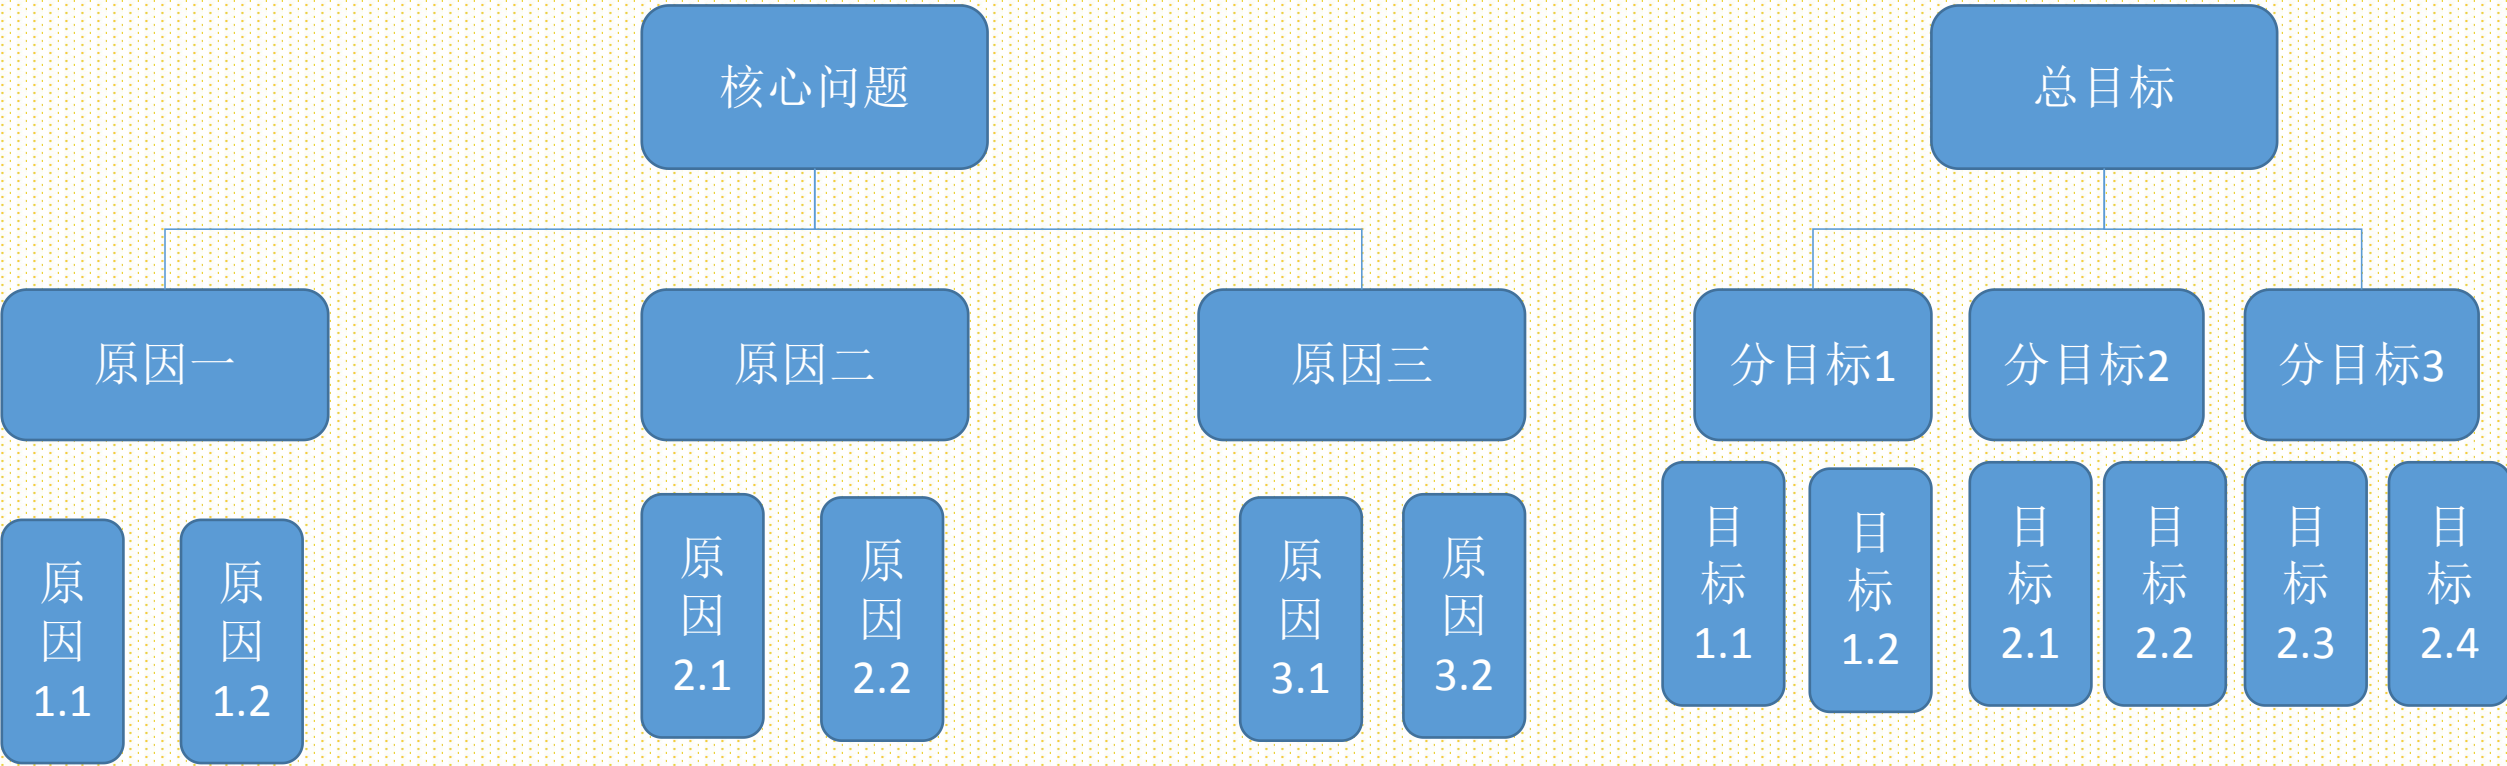 核心问题
总目标
原因一
原因二
原因三
分目标1
分目标2
分目标3
原因1.1
原因1.2
原因2.1
原因2.2
原因3.1
原因3.2
目标1.1
目标1.2
目标2.1
目标2.2
目标2.3
目标2.4